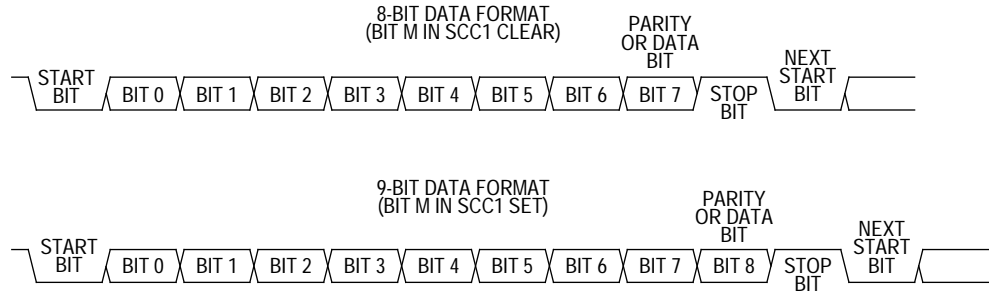 8-BIT DATA FORMAT
(BIT M IN SCC1 CLEAR)
PARITY
OR DATA
BIT
START
BIT
BIT 0
BIT 1
BIT 2
BIT 3
BIT 4
BIT 5
BIT 6
BIT 7
STOP
BIT
NEXT
START
BIT
9-BIT DATA FORMAT
(BIT M IN SCC1 SET)
PARITY
OR DATA
BIT
START
BIT
BIT 0
BIT 1
BIT 2
BIT 3
BIT 4
BIT 5
BIT 6
BIT 7
BIT 8
STOP
BIT
NEXT
START
BIT